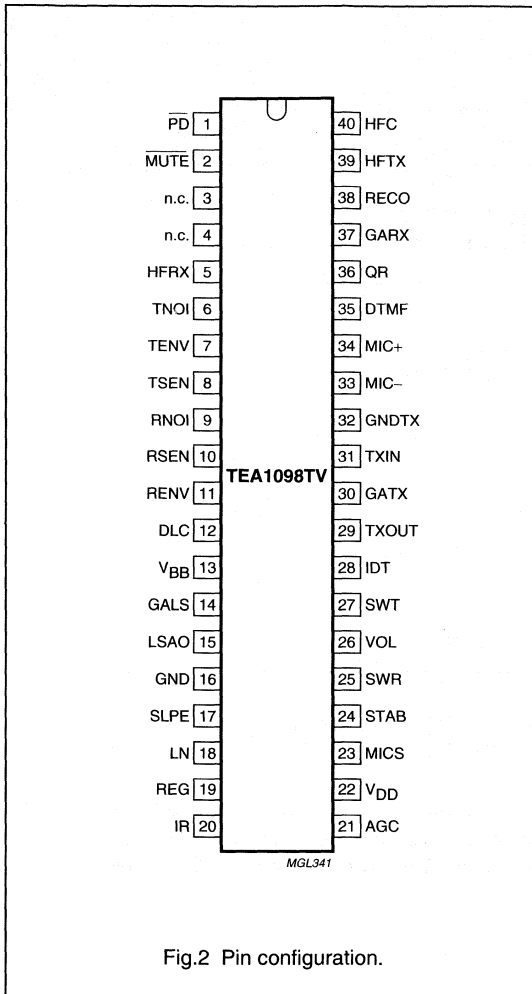 PD 1 40 HFC
MUTE 2 39 HFTX
n.c. 3 38 RECO
n.c. 4 37 GARX
HFRX 5 36 QR
TNOI 6 35 DTMF
TENV 7 34 MIC+
TSEN 8 33 MIC−
RNOI 9 32 GNDTX
RSEN 10 31 TXIN
TEA1098TV
RENV 11 30 GATX
DLC 12 29 TXOUT
VBB 13 28 IDT
GALS 14 27 SWT
LSAO 15 26 VOL
GND 16 25 SWR
SLPE 17 24 STAB
LN 18 23 MICS
REG 19 22 VDD
IR 20 21 AGC
MGL341
Fig.2 Pin configuration.